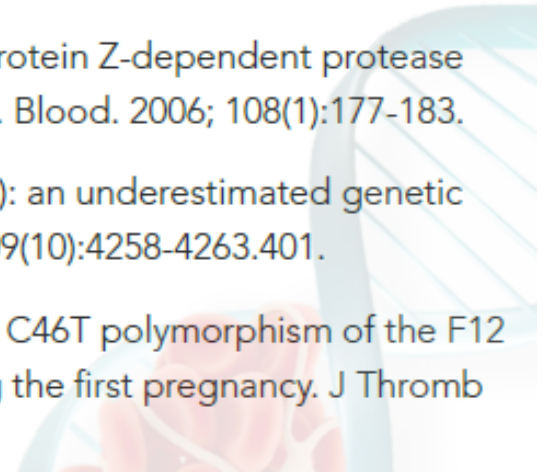 rotein Z-dependent protease
. Blood. 2006; 108(1):177-183.
): an underestimated genetic
9(10):4258-4263.401.
C46T polymorphism of the F12
g the first pregnancy. J Thromb